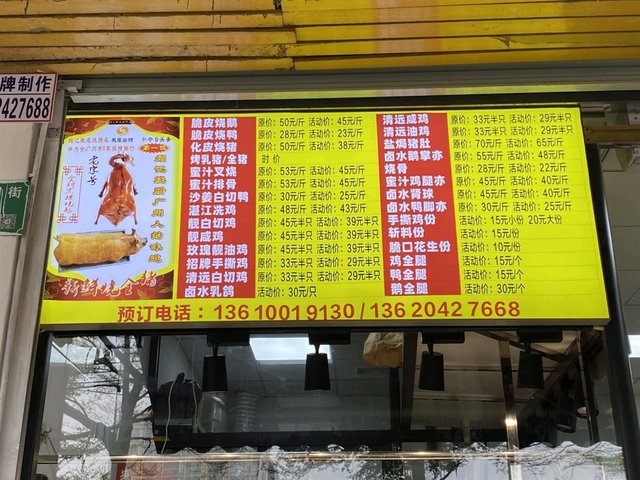 牌制作
2427688
街
老字号
新鲜烧全猪
脆皮烧鹅 原价：50元/斤 活动价：45元/斤
脆皮烧鸭 原价：28元/斤 活动价：23元/斤
化皮烧猪 原价：50元/斤 活动价：38元/斤
烤乳猪/全猪 时价
蜜汁叉烧 原价：53元/斤 活动价：45元/斤
蜜汁排骨 原价：53元/斤 活动价：45元/斤
沙姜白切鸭 原价：30元/斤 活动价：25元/斤
湛江洗鸡 原价：48元/斤 活动价：43元/斤
靓白切鸡 原价：45元半只 活动价：39元半只
靓咸鸡 原价：45元半只 活动价：39元半只
玫瑰靓油鸡 原价：45元半只 活动价：39元半只
招牌手撕鸡 原价：45元半只 活动价：39元半只
清远白切鸡 原价：33元半只 活动价：29元半只
卤水乳鸽 活动价：30元/只
清远咸鸡 原价：33元半只 活动价：29元半只
清远油鸡 原价：33元半只 活动价：29元半只
盐焗猪肚 原价：70元/斤 活动价：65元/斤
卤水鹅掌亦 原价：55元/斤 活动价：48元/斤
烧骨 原价：28元/斤 活动价：22元/斤
蜜汁鸡腿亦 原价：45元/斤 活动价：40元/斤
卤水肾球 原价：45元/斤 活动价：40元/斤
卤水鸭脚亦 原价：30元/斤 活动价：25元/斤
手撕鸡份 活动价：15元小份 20元大份
斩料份 活动价：15元/份
脆口花生份 活动价：10元/份
鸡全腿 活动价：15元/个
鸭全腿 活动价：15元/个
鹅全腿 活动价：30元/个
预订电话：13610019130/13620427668